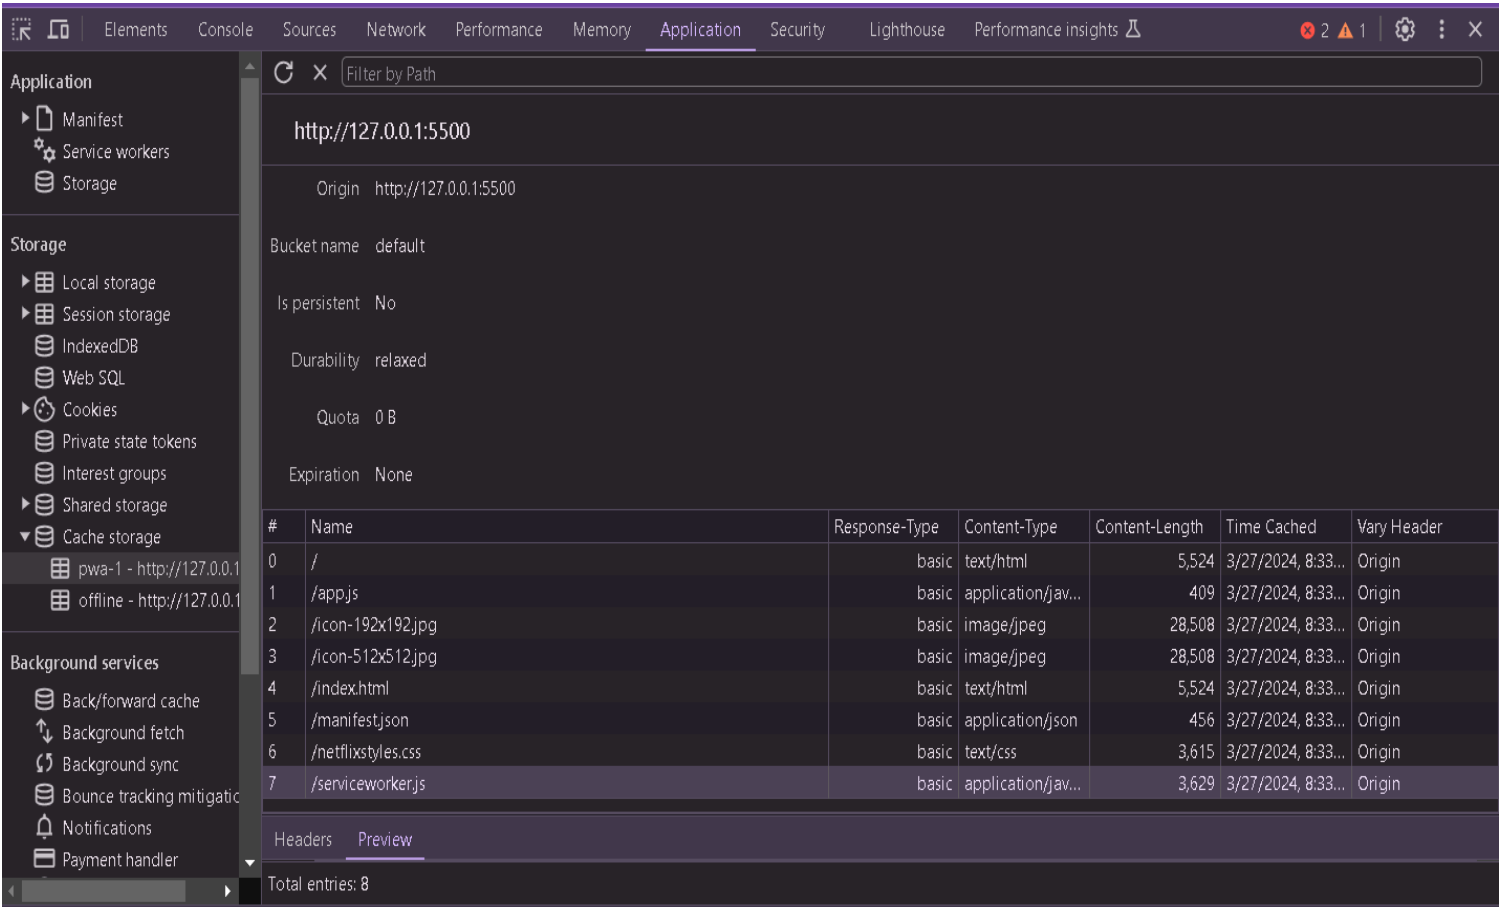 Elements Console Sources Network Performance Memory Application Security Lighthouse Performance insights 2 1
Application
Manifest
Service workers
Storage
Storage
Local storage
Session storage
IndexedDB
Web SQL
Cookies
Private state tokens
Interest groups
Shared storage
Cache storage
pwa-1 - http://127.0.0.1
offline - http://127.0.0.1
Background services
Back/forward cache
Background fetch
Background sync
Bounce tracking mitigatic
Notifications
Payment handler
Filter by Path
http://127.0.0.1:5500
Origin http://127.0.0.1:5500
Bucket name default
Is persistent No
Durability relaxed
Quota 0 B
Expiration None
# Name Response-Type Content-Type Content-Length Time Cached Vary Header
0 / basic text/html 5,524 3/27/2024, 8:33... Origin
1 /app.js basic application/jav... 409 3/27/2024, 8:33... Origin
2 /icon-192x192.jpg basic image/jpeg 28,508 3/27/2024, 8:33... Origin
3 /icon-512x512.jpg basic image/jpeg 28,508 3/27/2024, 8:33... Origin
4 /index.html basic text/html 5,524 3/27/2024, 8:33... Origin
5 /manifest.json basic application/json 456 3/27/2024, 8:33... Origin
6 /netflixstyles.css basic text/css 3,615 3/27/2024, 8:33... Origin
7 /serviceworker.js basic application/jav... 3,629 3/27/2024, 8:33... Origin
Headers Preview
Total entries: 8